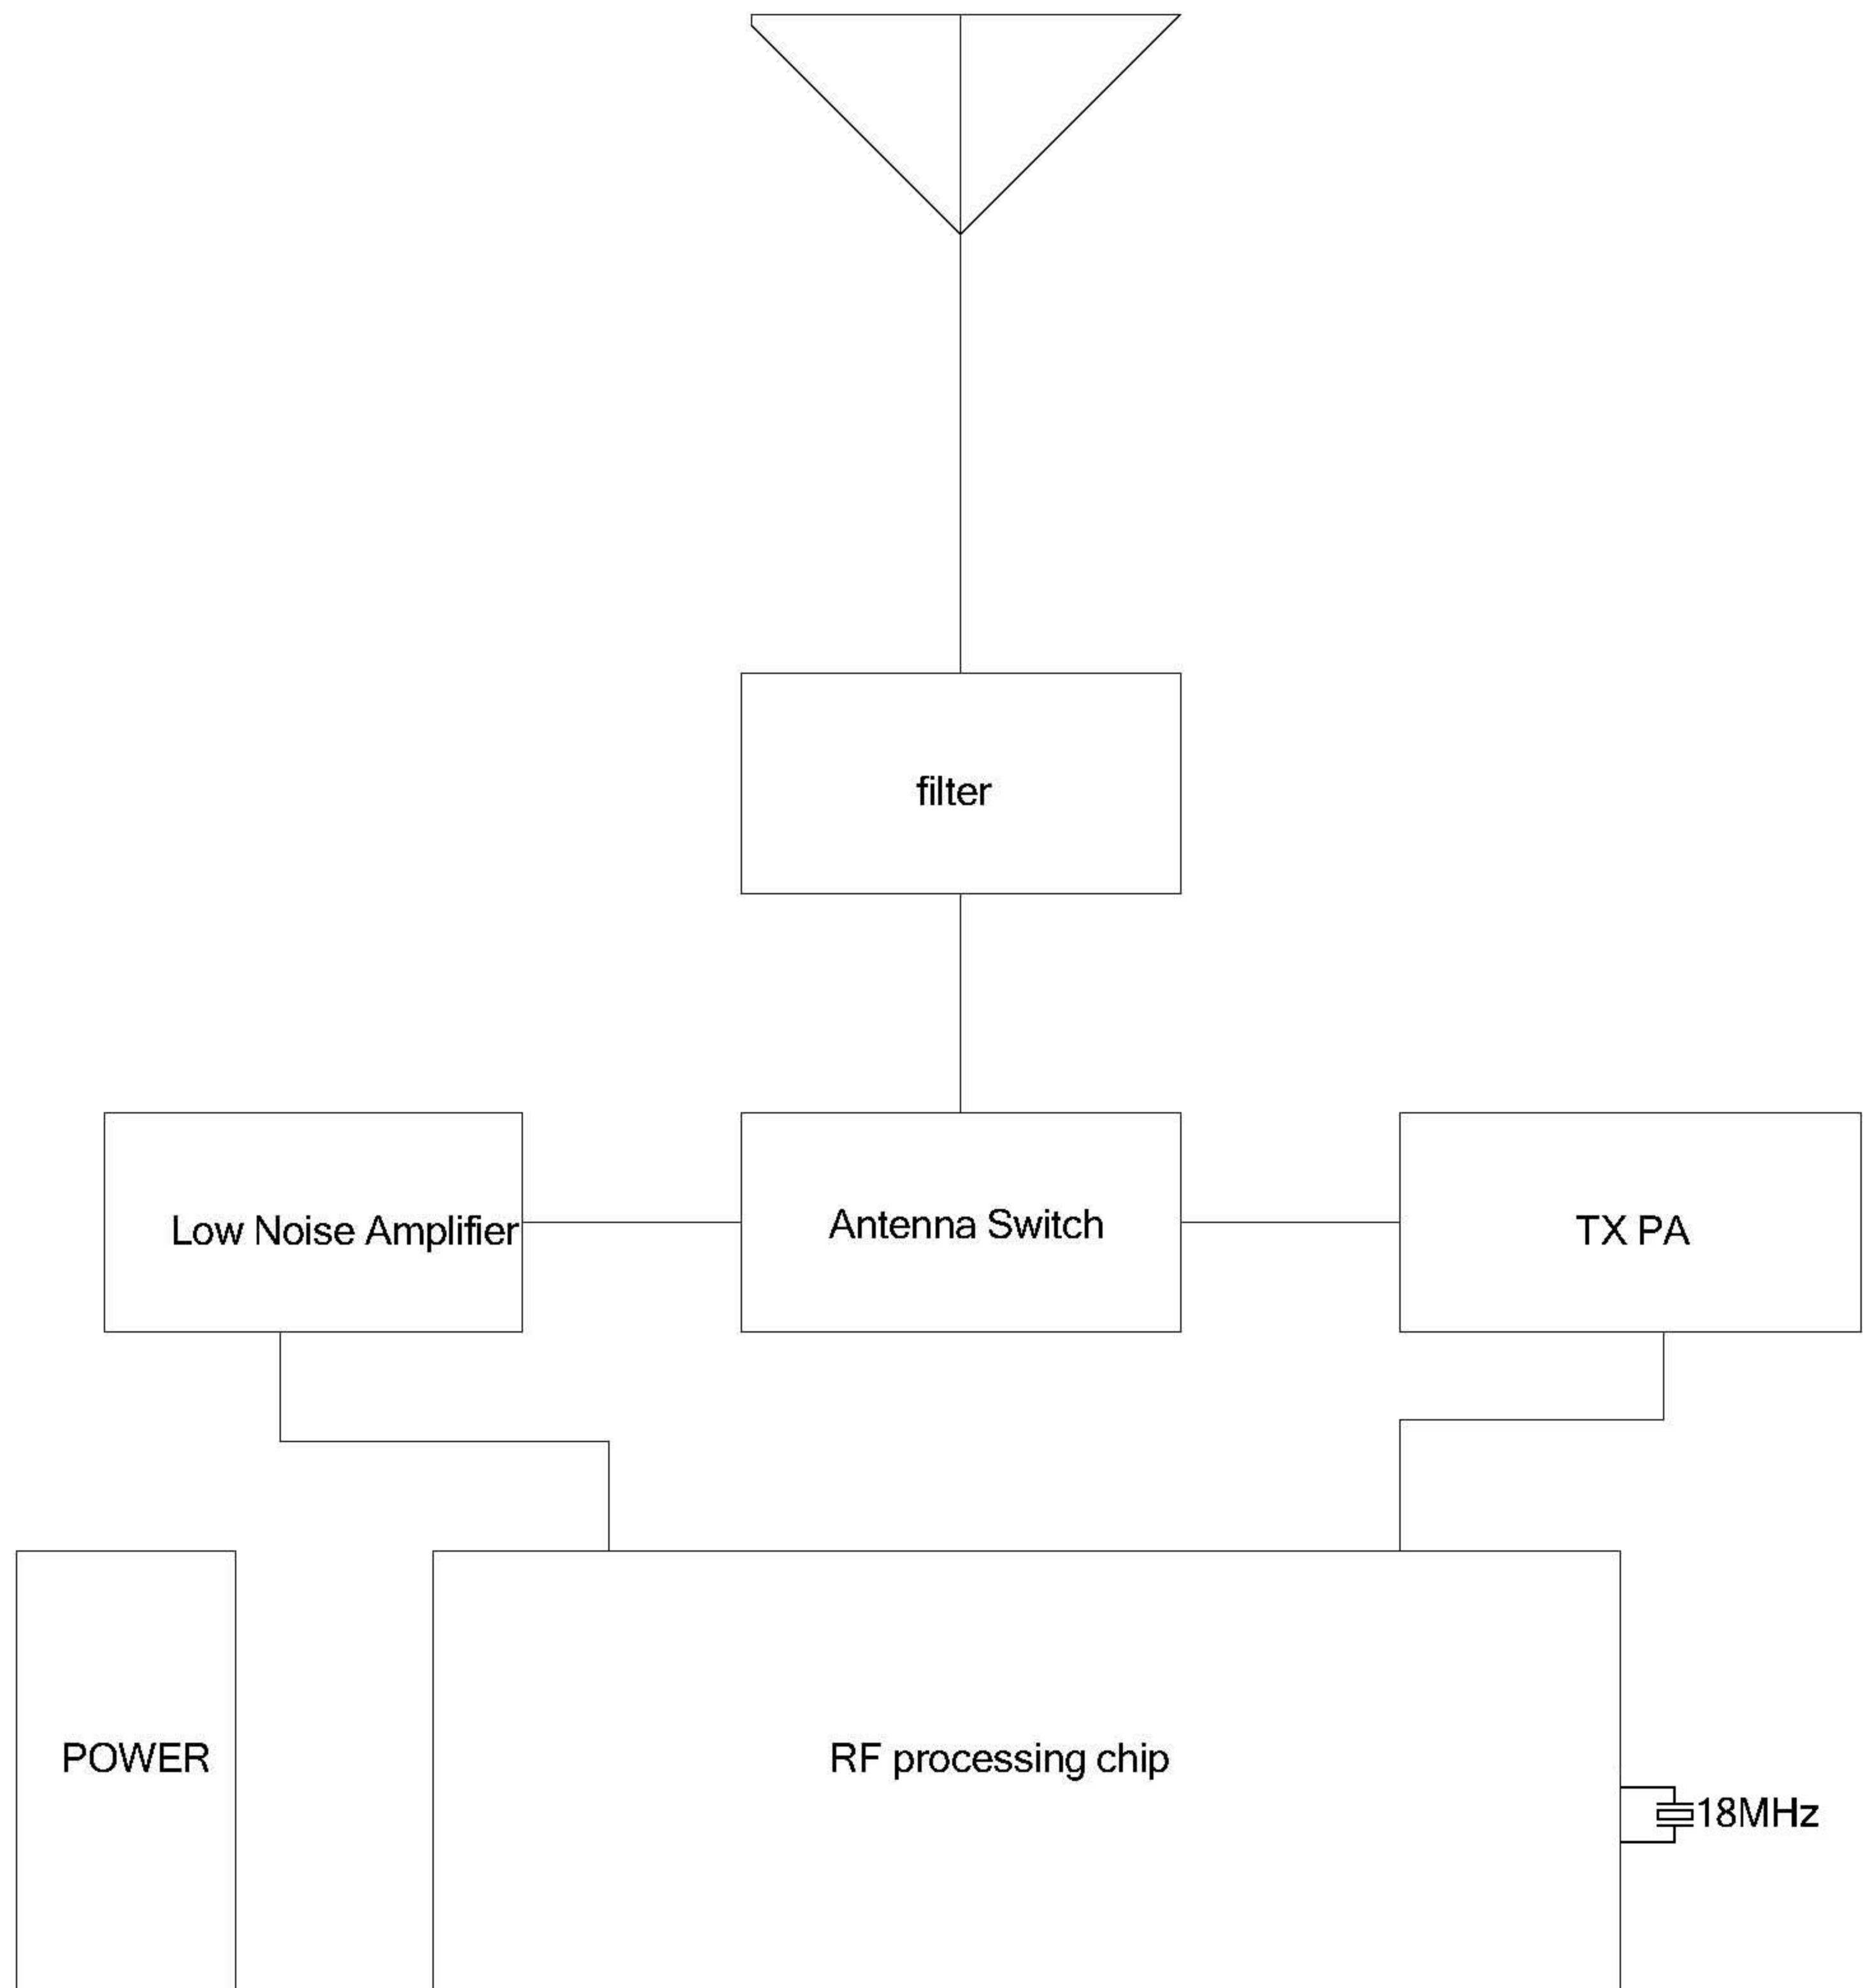 filter
Low Noise Amplifier
Antenna Switch
TX PA
POWER
RF processing chip
18MHz